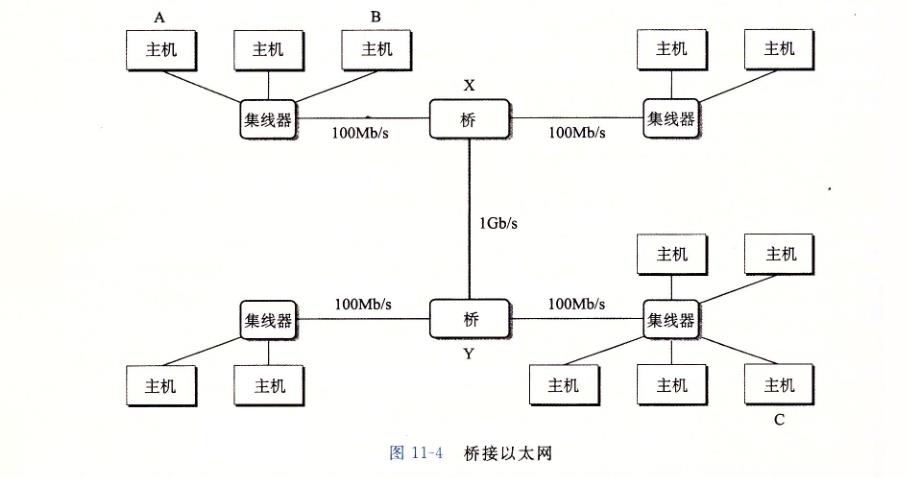 A
B
主机
主机
主机
主机
主机
X
集线器
桥
集线器
100Mb/s
100Mb/s
1Gb/s
主机
主机
100Mb/s
100Mb/s
集线器
桥
集线器
Y
主机
主机
主机
主机
主机
C
图 11-4 桥接以太网